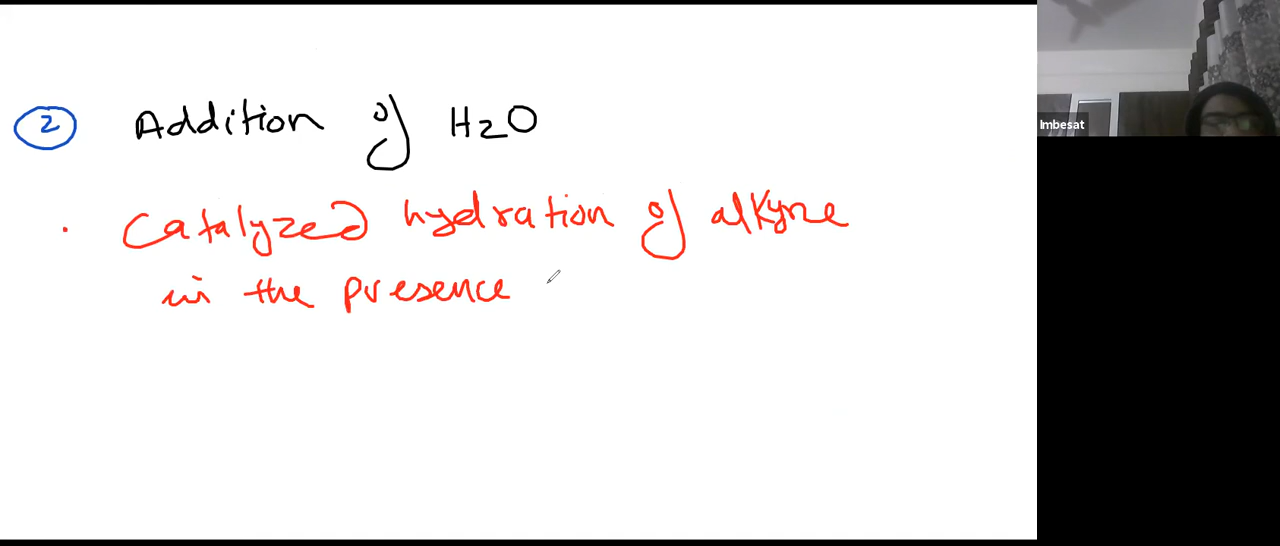 2 Addition of H2O
. Catalyzed hydration of alkyne
in the presence
Imbesat